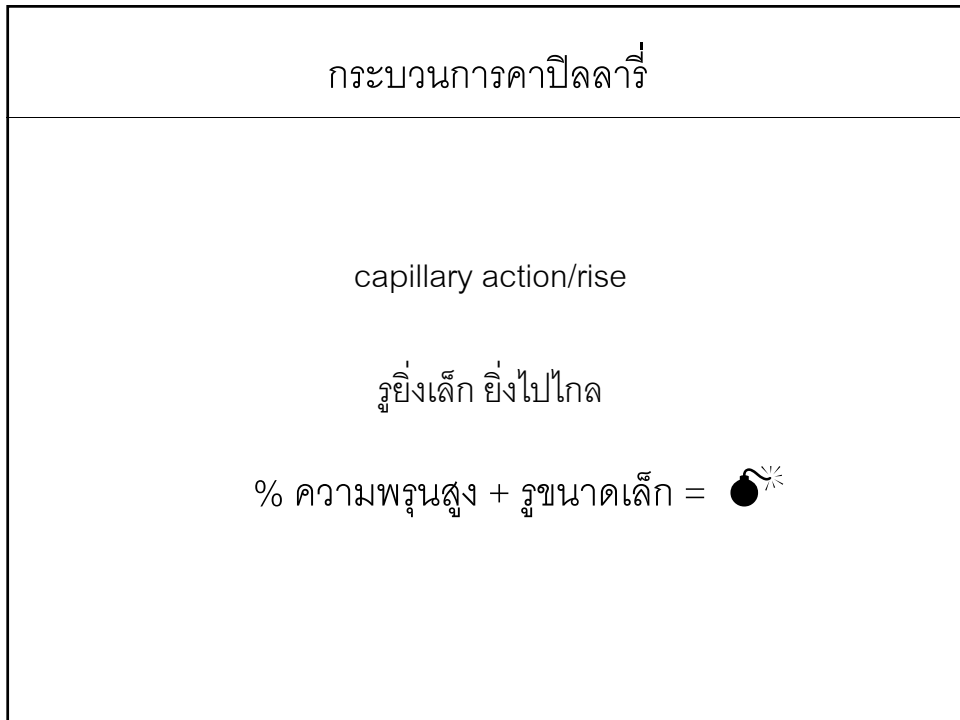 กระบวนการคาปิลลารี่
capillary action/rise
รูยิ่งเล็ก ยิ่งไปไกล
% ความพรุนสูง + รูขนาดเล็ก = 💣